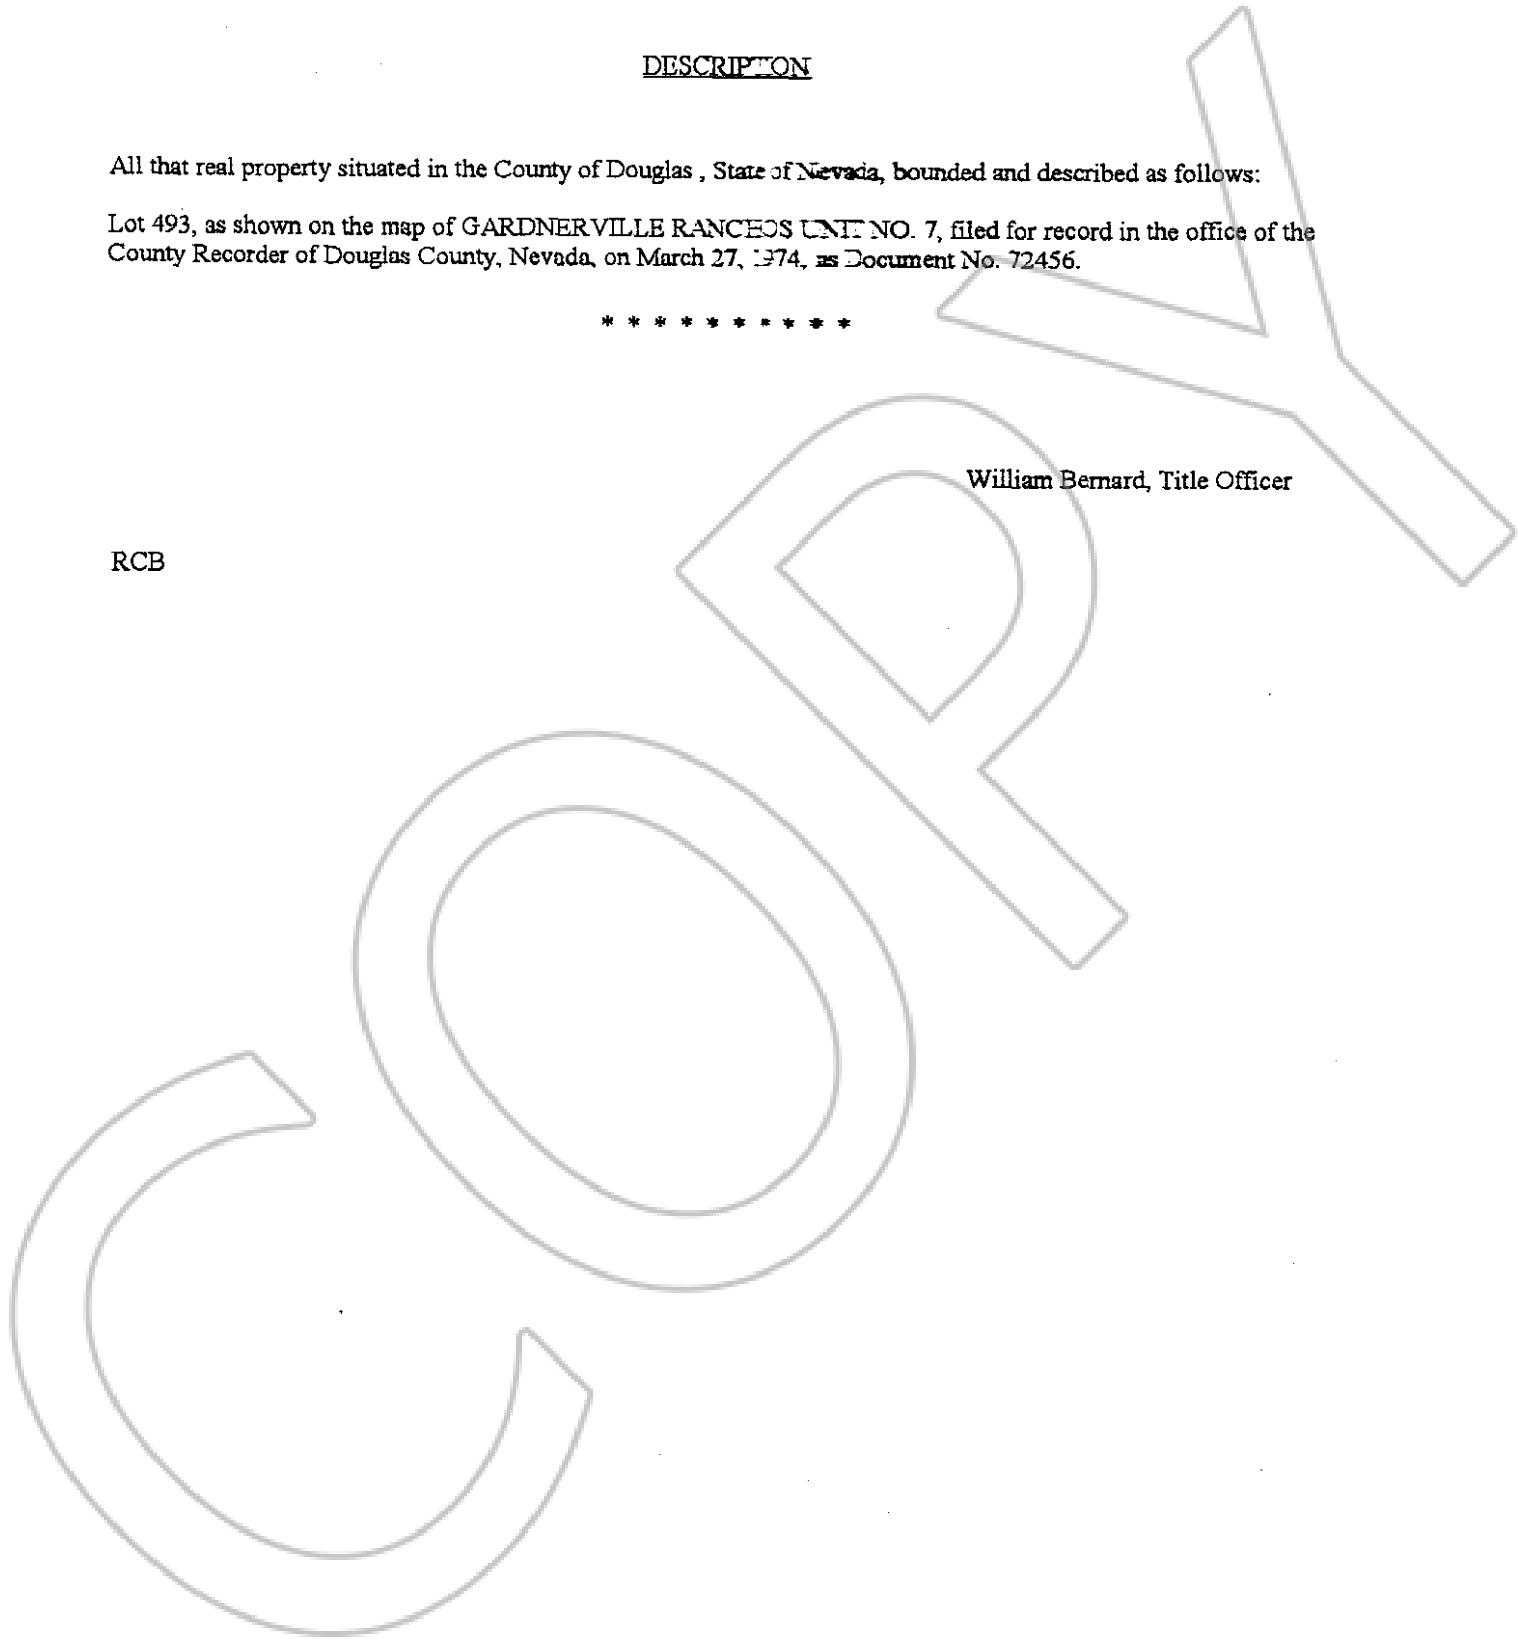 DESCRIPTION
All that real property situated in the County of Douglas , State of Nevada, bounded and described as follows:
Lot 493, as shown on the map of GARDNERVILLE RANCHOS UNIT NO. 7, filed for record in the office of the
County Recorder of Douglas County, Nevada, on March 27, 1974, as Document No. 72456.
* * * * * * * * * *
William Bernard, Title Officer
RCB
COPY